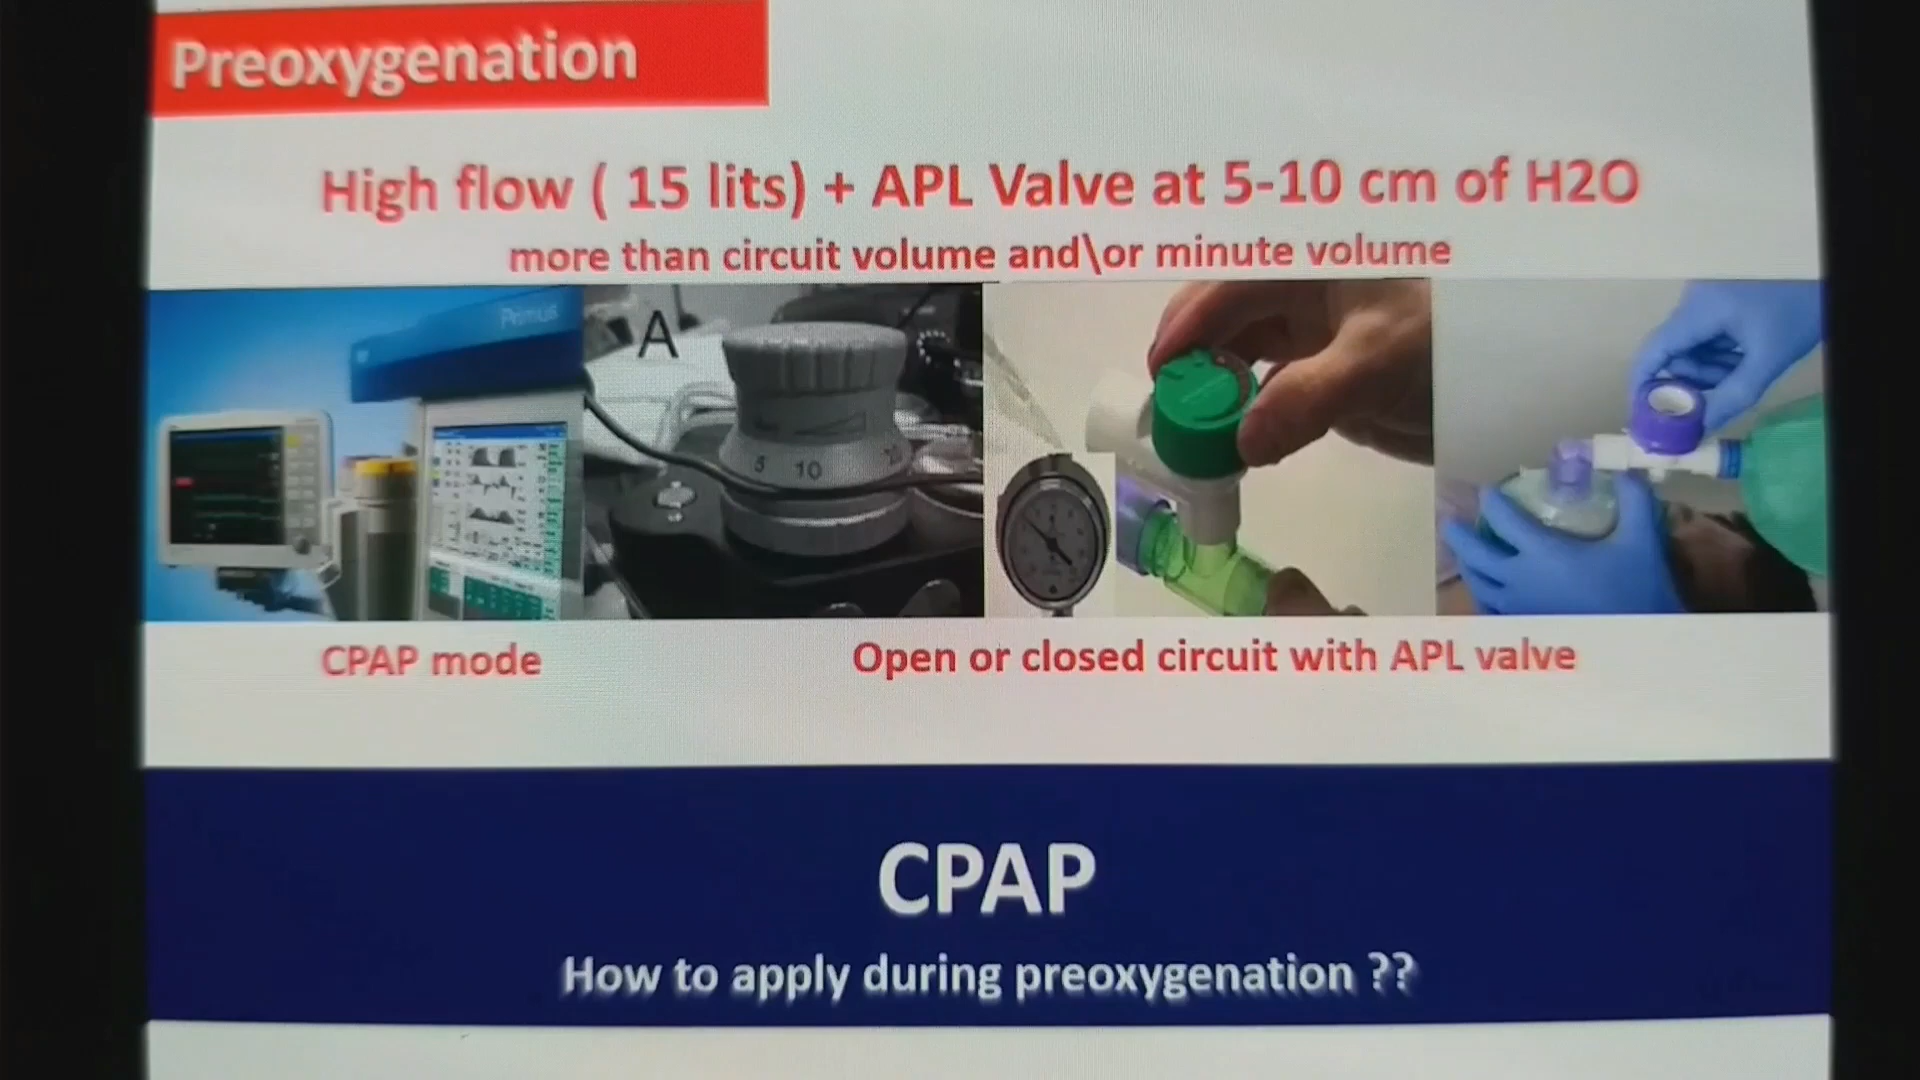 Preoxygenation
High flow ( 15 lits) + APL Valve at 5-10 cm of H2O
more than circuit volume and\or minute volume
Primus
A
5 10
CPAP mode
Open or closed circuit with APL valve
CPAP
How to apply during preoxygenation ??